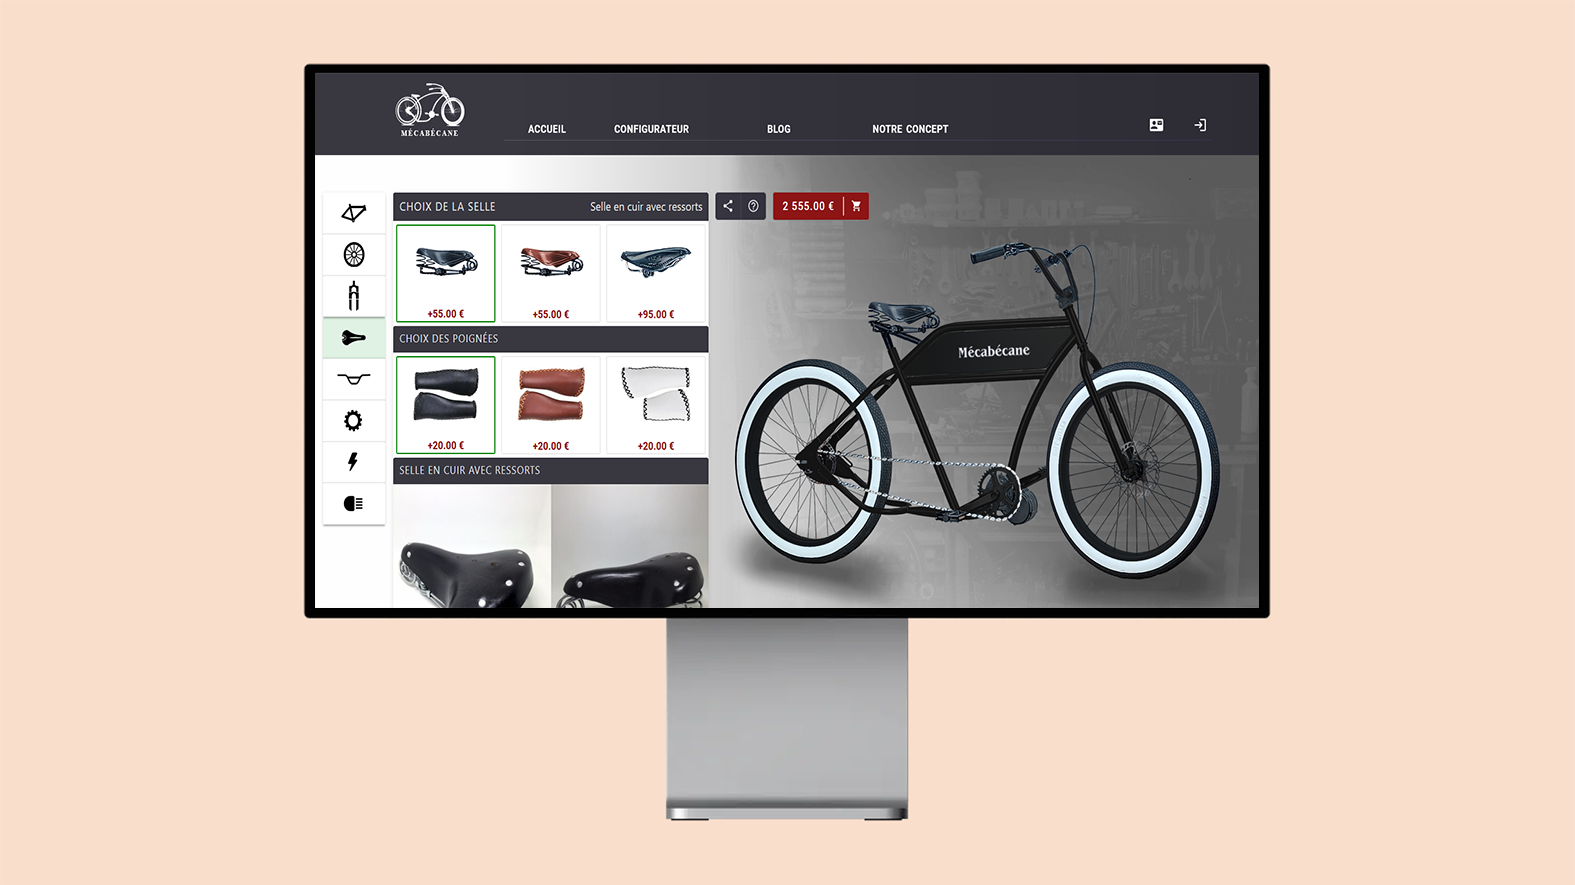 MÉCABÉCANE
ACCUEIL CONFIGURATEUR BLOG NOTRE CONCEPT
CHOIX DE LA SELLE Selle en cuir avec ressorts
2 555.00 €
+55.00 € +55.00 € +95.00 €
CHOIX DES POIGNÉES
Mécabécane
+20.00 € +20.00 € +20.00 €
SELLE EN CUIR AVEC RESSORTS